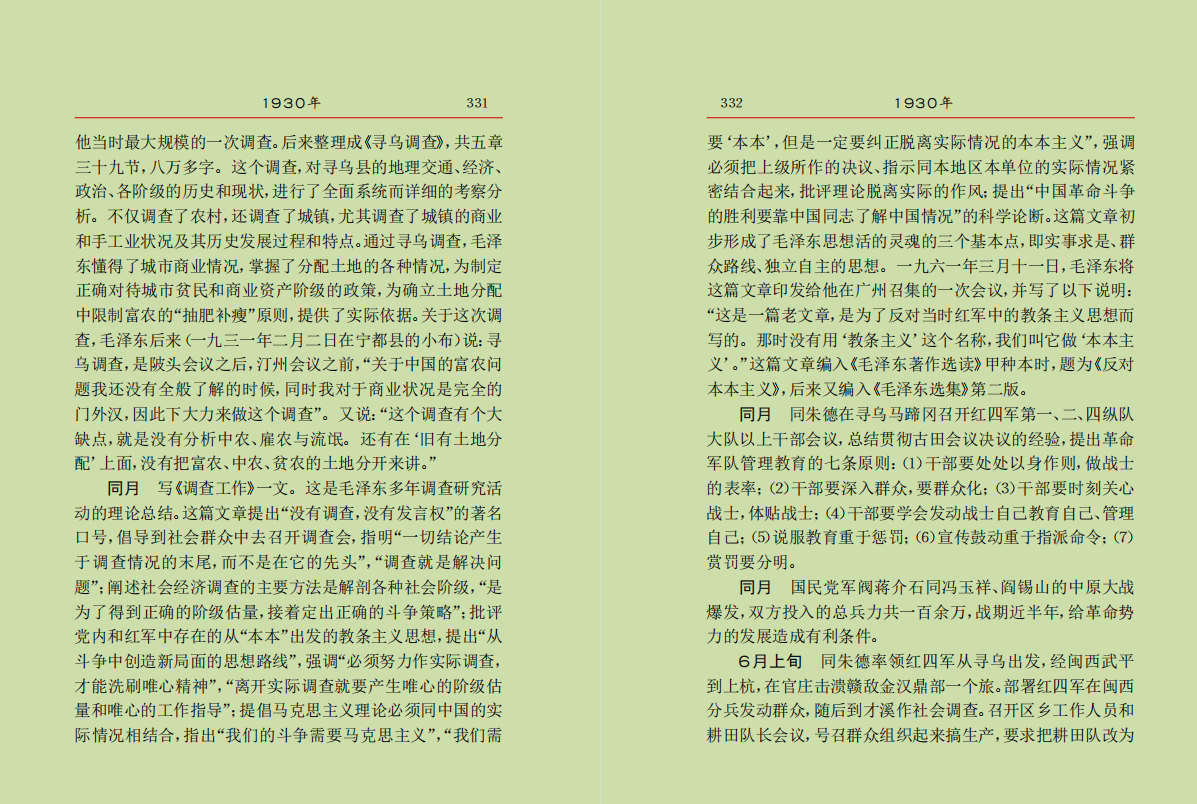 1930年 331
他当时最大规模的一次调查。后来整理成《寻乌调查》，共五章
三十九节，八万多字。这个调查，对寻乌县的地理交通、经济、
政治、各阶级的历史和现状，进行了全面系统而详细的考察分
析。不仅调查了农村，还调查了城镇，尤其调查了城镇的商业
和手工业状况及其历史发展过程和特点。通过寻乌调查，毛泽
东懂得了城市商业情况，掌握了分配土地的各种情况，为制定
正确对待城市贫民和商业资产阶级的政策，为确立土地分配
中限制富农的“抽肥补瘦”原则，提供了实际依据。关于这次调
查，毛泽东后来（一九三一年二月二日在宁都县的小布）说：寻
乌调查，是陂头会议之后，汀州会议之前，“关于中国的富农问
题我还没有全般了解的时候，同时我对于商业状况是完全的
门外汉，因此下大力来做这个调查”。又说：“这个调查有个大
缺点，就是没有分析中农、雇农与流氓。还有在‘旧有土地分
配’上面，没有把富农、中农、贫农的土地分开来讲。”
同月 写《调查工作》一文。这是毛泽东多年调查研究活
动的理论总结。这篇文章提出“没有调查，没有发言权”的著名
口号，倡导到社会群众中去召开调查会，指明“一切结论产生
于调查情况的末尾，而不是在它的先头”，“调查就是解决问
题”；阐述社会经济调查的主要方法是解剖各种社会阶级，“是
为了得到正确的阶级估量，接着定出正确的斗争策略”；批评
党内和红军中存在的从“本本”出发的教条主义思想，提出“从
斗争中创造新局面的思想路线”，强调“必须努力作实际调查，
才能洗刷唯心精神”，“离开实际调查就要产生唯心的阶级估
量和唯心的工作指导”；提倡马克思主义理论必须同中国的实
际情况相结合，指出“我们的斗争需要马克思主义”，“我们需
332 1930年
要‘本本’，但是一定要纠正脱离实际情况的本本主义”，强调
必须把上级所作的决议、指示同本地区本单位的实际情况紧
密结合起来，批评理论脱离实际的作风；提出“中国革命斗争
的胜利要靠中国同志了解中国情况”的科学论断。这篇文章初
步形成了毛泽东思想活的灵魂的三个基本点，即实事求是、群
众路线、独立自主的思想。一九六一年三月十一日，毛泽东将
这篇文章印发给他在广州召集的一次会议，并写了以下说明：
“这是一篇老文章，是为了反对当时红军中的教条主义思想而
写的。那时没有用‘教条主义’这个名称，我们叫它做‘本本主
义’。”这篇文章编入《毛泽东著作选读》甲种本时，题为《反对
本本主义》，后来又编入《毛泽东选集》第二版。
同月 同朱德在寻乌马蹄冈召开红四军第一、二、四纵队
大队以上干部会议，总结贯彻古田会议决议的经验，提出革命
军队管理教育的七条原则：（1）干部要处处以身作则，做战士
的表率；（2）干部要深入群众，要群众化；（3）干部要时刻关心
战士，体贴战士；（4）干部要学会发动战士自己教育自己、管理
自己；（5）说服教育重于惩罚；（6）宣传鼓动重于指派命令；（7）
赏罚要分明。
同月 国民党军阀蒋介石同冯玉祥、阎锡山的中原大战
爆发，双方投入的总兵力共一百余万，战期近半年，给革命势
力的发展造成有利条件。
6月上旬 同朱德率领红四军从寻乌出发，经闽西武平
到上杭，在官庄击溃赣敌金汉鼎部一个旅。部署红四军在闽西
分兵发动群众，随后到才溪作社会调查。召开区乡工作人员和
耕田队长会议，号召群众组织起来搞生产，要求把耕田队改为